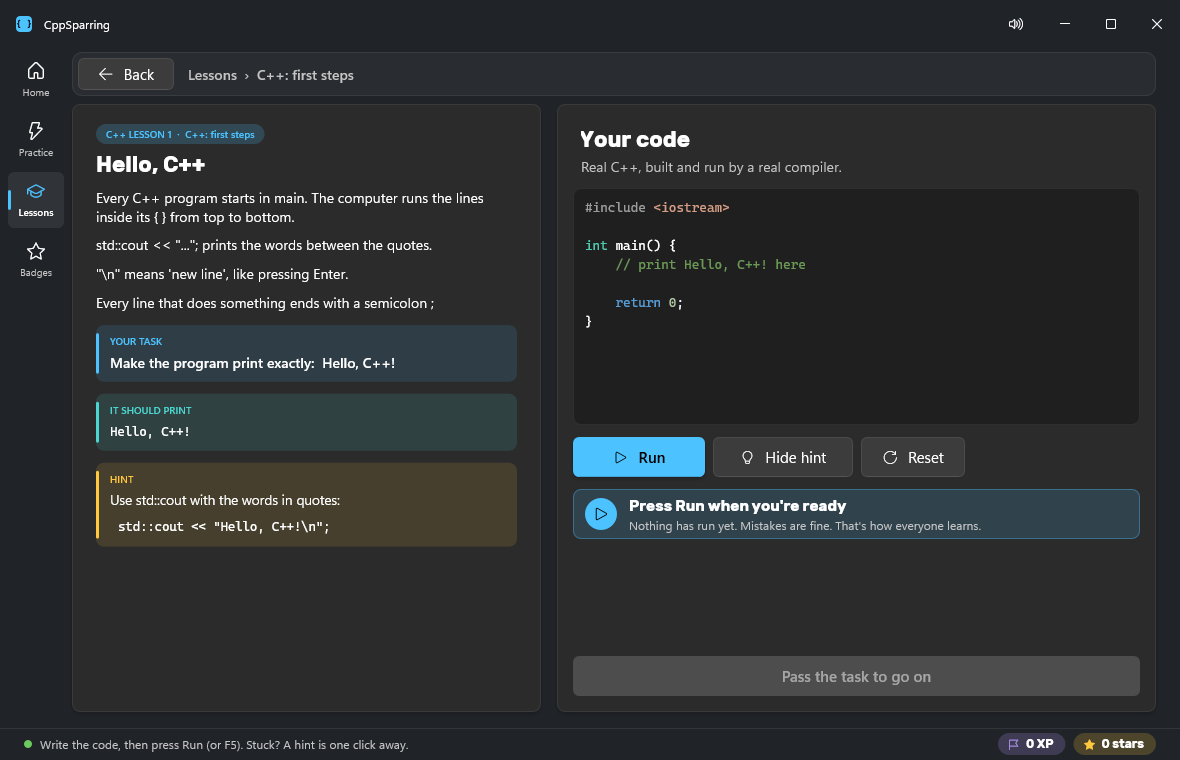 CppSparring
Home
Practice
Lessons
Badges
Back
Lessons › C++: first steps
C++ LESSON 1 · C++: first steps
Hello, C++
Every C++ program starts in main. The computer runs the lines
inside its { } from top to bottom.
std::cout << "..."; prints the words between the quotes.
"\n" means 'new line', like pressing Enter.
Every line that does something ends with a semicolon ;
YOUR TASK
Make the program print exactly:  Hello, C++!
IT SHOULD PRINT
Hello, C++!
HINT
Use std::cout with the words in quotes:
std::cout << "Hello, C++!\n";
Your code
Real C++, built and run by a real compiler.
#include <iostream>
int main() {
    // print Hello, C++! here
    return 0;
}
Run
Hide hint
Reset
Press Run when you're ready
Nothing has run yet. Mistakes are fine. That's how everyone learns.
Pass the task to go on
Write the code, then press Run (or F5). Stuck? A hint is one click away.
0 XP
0 stars